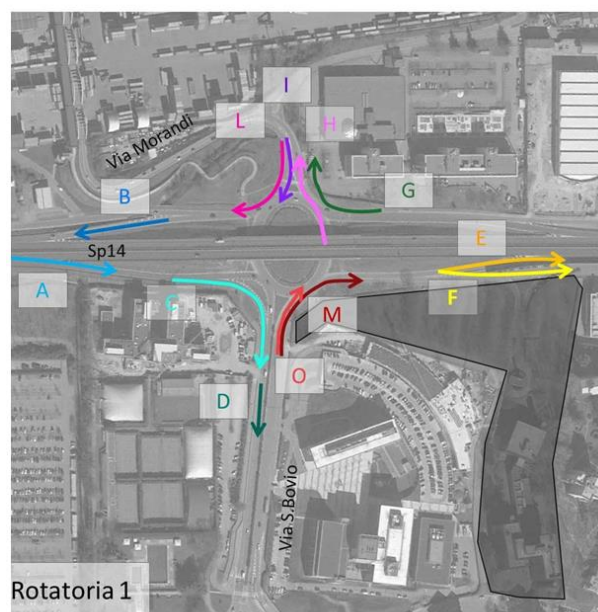 I
L
H
Via Morandi
B
G
Sp14
E
A
C
F
M
O
D
Via S.Bovio
Rotatoria 1